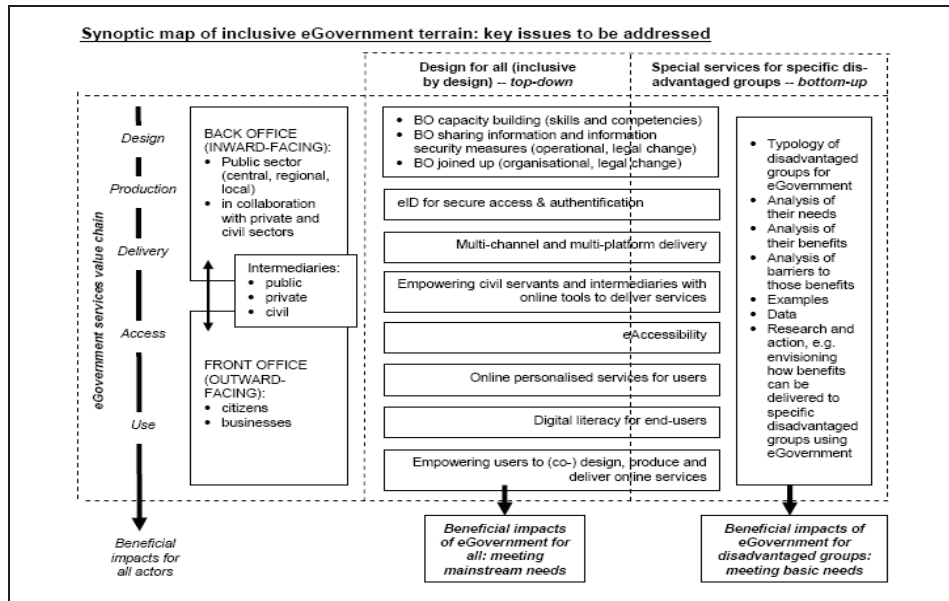 Synoptic map of inclusive eGovernment terrain: key issues to be addressed
Design for all (inclusive
by design) -- top-down
Special services for specific dis-
advantaged groups -- bottom-up
eGovernment services value chain
Design
Production
Delivery
Access
Use
Beneficial
impacts for
all actors
BACK OFFICE
(INWARD-FACING):
• Public sector
(central, regional,
local)
• in collaboration
with private and
civil sectors
Intermediaries:
• public
• private
• civil
FRONT OFFICE
(OUTWARD-
FACING):
• citizens
• businesses
• BO capacity building (skills and competencies)
• BO sharing information and information
security measures (operational, legal change)
• BO joined up (organisational, legal change)
eID for secure access & authentification
Multi-channel and multi-platform delivery
Empowering civil servants and intermediaries with
online tools to deliver services
eAccessibility
Online personalised services for users
Digital literacy for end-users
Empowering users to (co-) design, produce and
deliver online services
Beneficial impacts
of eGovernment for
all: meeting
mainstream needs
• Typology of
disadvantaged
groups for
eGovernment
• Analysis of
their needs
• Analysis of
their benefits
• Analysis of
barriers to
those benefits
• Examples
• Data
• Research and
action, e.g.
envisioning
how benefits
can be
delivered to
specific
disadvantaged
groups using
eGovernment
Beneficial impacts of
eGovernment for
disadvantaged groups:
meeting basic needs